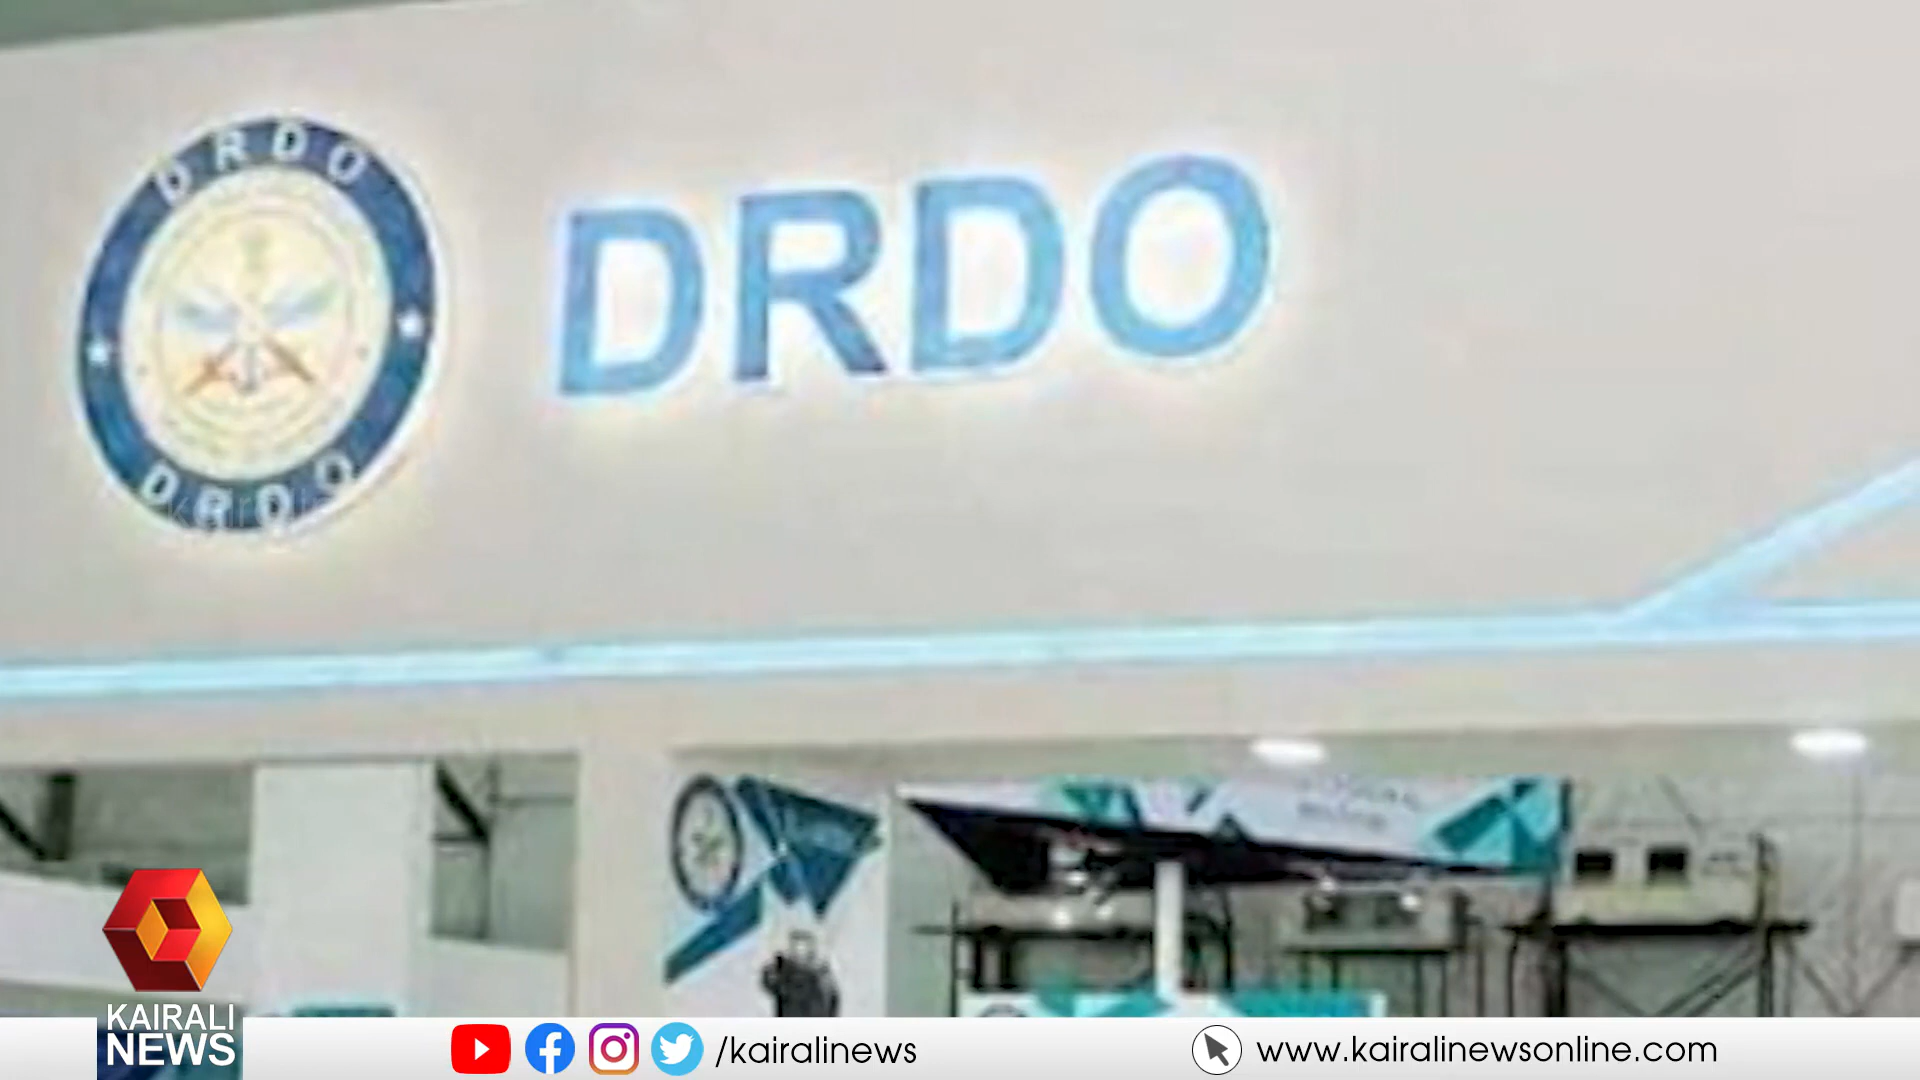 DRDO
DRDO
DRDO
KAIRALI
NEWS
/kairalinews
www.kairalinewsonline.com